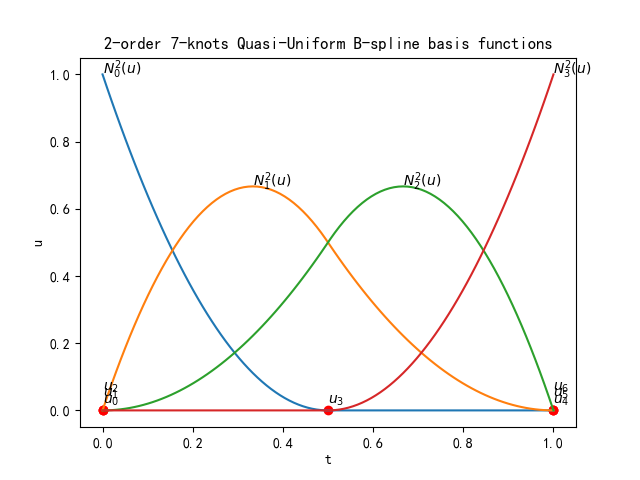 2-order 7-knots Quasi-Uniform B-spline basis functions
1.0
0.8
0.6
0.4
0.2
0.0
u
N_0^2(u)
N_3^2(u)
N_1^2(u)
N_2^2(u)
u_2
u_1
u_0
u_3
u_6
u_5
u_4
0.0 0.2 0.4 0.6 0.8 1.0
t